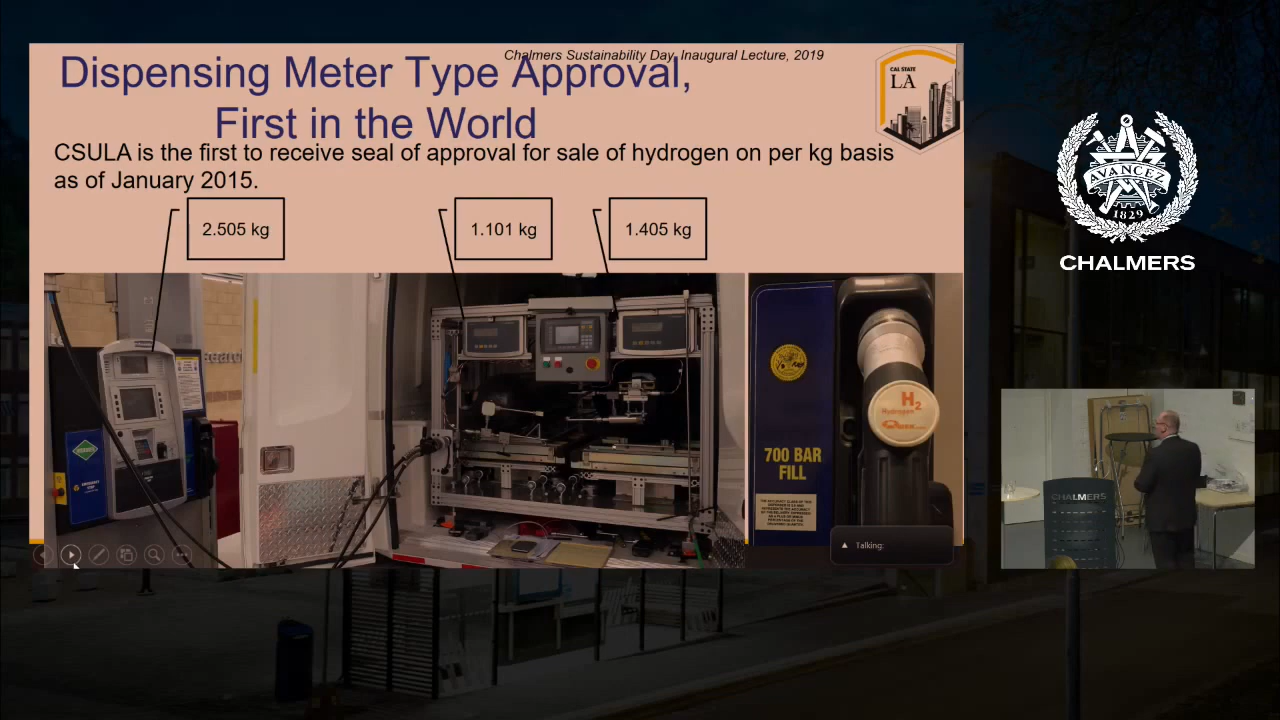 Chalmers Sustainability Day, Inaugural Lecture, 2019
Dispensing Meter Type Approval,
First in the World
CAL STATE
LA
CSULA is the first to receive seal of approval for sale of hydrogen on per kg basis
as of January 2015.
2.505 kg
1.101 kg
1.405 kg
H2
Hydrogen
700 BAR
FILL
Talking:
AVANCEZ
1829
CHALMERS
CHALMERS